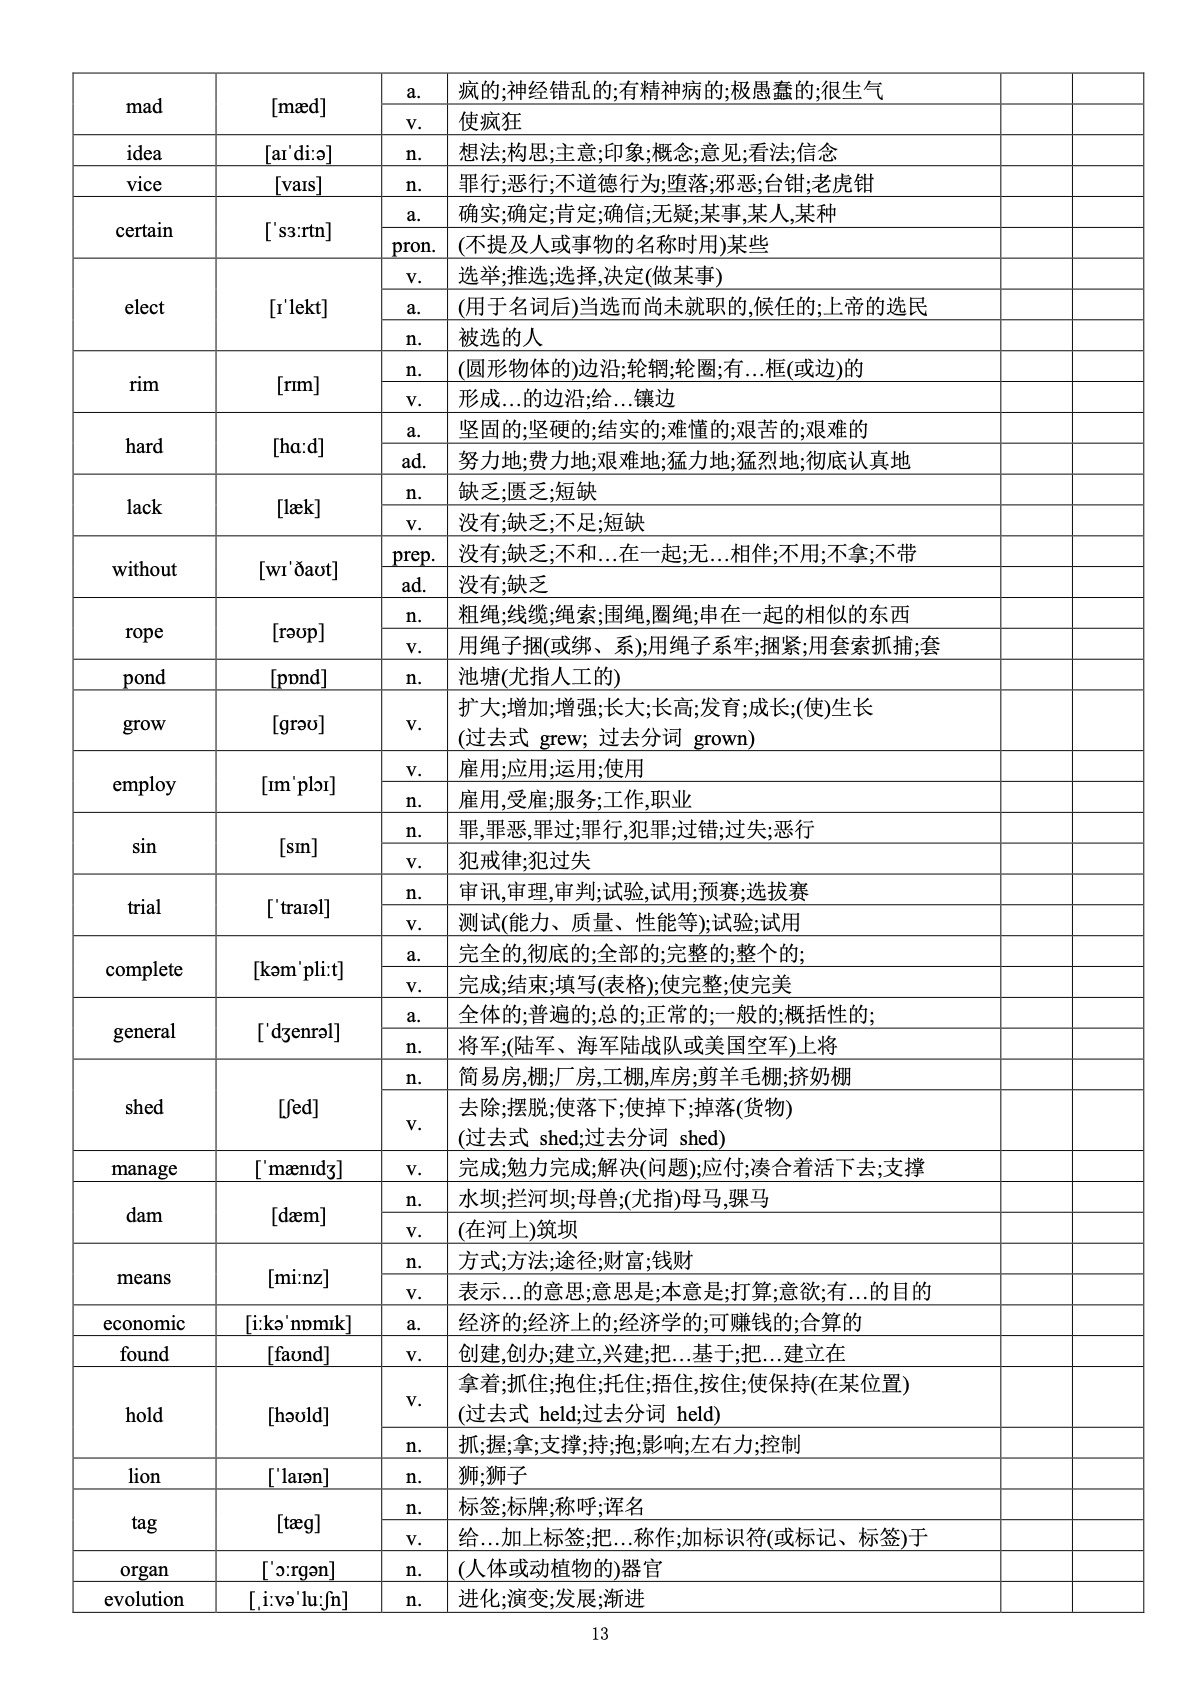 mad [mæd] a. 疯的;神经错乱的;有精神病的;极愚蠢的;很生气
v. 使疯狂
idea [aɪˈdiːə] n. 想法;构思;主意;印象;概念;意见;看法;信念
vice [vaɪs] n. 罪行;恶行;不道德行为;堕落;邪恶;台钳;老虎钳
certain [ˈsɜːrtn] a. 确实;确定;肯定;确信;无疑;某事,某人,某种
pron. (不提及人或事物的名称时用)某些
elect [ɪˈlekt] v. 选举;推选;选择,决定(做某事)
a. (用于名词后)当选而尚未就职的,候任的;上帝的选民
n. 被选的人
rim [rɪm] n. (圆形物体的)边沿;轮辋;轮圈;有…框(或边)的
v. 形成…的边沿;给…镶边
hard [hɑːd] a. 坚固的;坚硬的;结实的;难懂的;艰苦的;艰难的
ad. 努力地;费力地;艰难地;猛力地;猛烈地;彻底认真地
lack [læk] n. 缺乏;匮乏;短缺
v. 没有;缺乏;不足;短缺
without [wɪˈðaʊt] prep. 没有;缺乏;不和…在一起;无…相伴;不用;不拿;不带
ad. 没有;缺乏
rope [rəʊp] n. 粗绳;线缆;绳索;围绳,圈绳;串在一起的相似的东西
v. 用绳子捆(或绑、系);用绳子系牢;捆紧;用套索抓捕;套
pond [pɒnd] n. 池塘(尤指人工的)
grow [ɡrəʊ] v. 扩大;增加;增强;长大;长高;发育;成长;(使)生长
(过去式 grew; 过去分词 grown)
employ [ɪmˈplɔɪ] v. 雇用;应用;运用;使用
n. 雇用,受雇;服务;工作,职业
sin [sɪn] n. 罪,罪恶,罪过;罪行,犯罪;过错;过失;恶行
v. 犯戒律;犯过失
trial [ˈtraɪəl] n. 审讯,审理,审判;试验,试用;预赛;选拔赛
v. 测试(能力、质量、性能等);试验;试用
complete [kəmˈpliːt] a. 完全的,彻底的;全部的;完整的;整个的;
v. 完成;结束;填写(表格);使完整;使完美
general [ˈdʒenrəl] a. 全体的;普遍的;总的;正常的;一般的;概括性的;
n. 将军;(陆军、海军陆战队或美国空军)上将
shed [ʃed] n. 简易房,棚;厂房,工棚,库房;剪羊毛棚;挤奶棚
v. 去除;摆脱;使落下;使掉下;掉落(货物)
(过去式 shed;过去分词 shed)
manage [ˈmænɪdʒ] v. 完成;勉力完成;解决(问题);应付;凑合着活下去;支撑
dam [dæm] n. 水坝;拦河坝;母兽;(尤指)母马,骒马
v. (在河上)筑坝
means [miːnz] n. 方式;方法;途径;财富;钱财
v. 表示…的意思;意思是;本意是;打算;意欲;有…的目的
economic [iːkəˈnɒmɪk] a. 经济的;经济上的;经济学的;可赚钱的;合算的
found [faʊnd] v. 创建,创办;建立,兴建;把…基于;把…建立在
hold [həʊld] v. 拿着;抓住;抱住;托住;捂住,按住;使保持(在某位置)
(过去式 held;过去分词 held)
n. 抓;握;拿;支撑;持;抱;影响;左右力;控制
lion [ˈlaɪən] n. 狮;狮子
tag [tæɡ] n. 标签;标牌;称呼;诨名
v. 给…加上标签;把…称作;加标识符(或标记、标签)于
organ [ˈɔːrɡən] n. (人体或动植物的)器官
evolution [ˌiːvəˈluːʃn] n. 进化;演变;发展;渐进
13